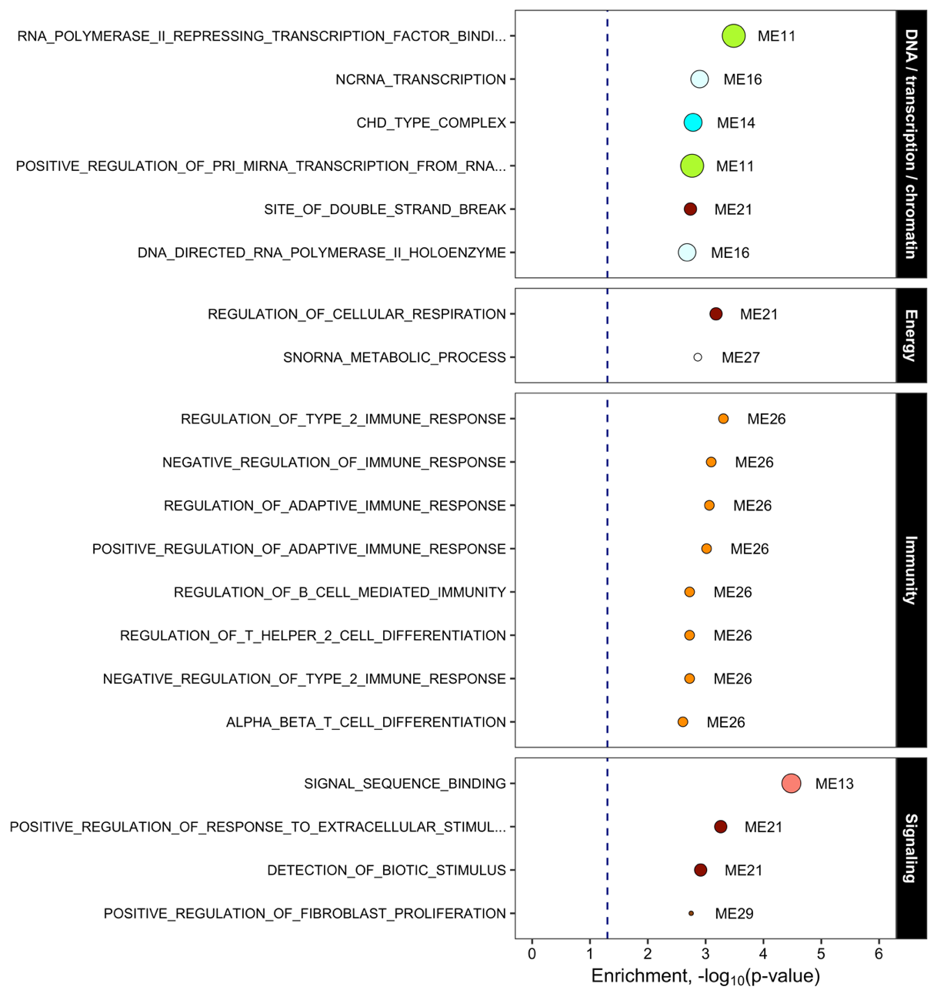 RNA_POLYMERASE_II_REPRESSING_TRANSCRIPTION_FACTOR_BINDI... ME11
NCRNA_TRANSCRIPTION ME16
CHD_TYPE_COMPLEX ME14
POSITIVE_REGULATION_OF_PRI_MIRNA_TRANSCRIPTION_FROM_RNA... ME11
SITE_OF_DOUBLE_STRAND_BREAK ME21
DNA_DIRECTED_RNA_POLYMERASE_II_HOLOENZYME ME16
DNA / transcription / chromatin
REGULATION_OF_CELLULAR_RESPIRATION ME21
SNORNA_METABOLIC_PROCESS ME27
Energy
REGULATION_OF_TYPE_2_IMMUNE_RESPONSE ME26
NEGATIVE_REGULATION_OF_IMMUNE_RESPONSE ME26
REGULATION_OF_ADAPTIVE_IMMUNE_RESPONSE ME26
POSITIVE_REGULATION_OF_ADAPTIVE_IMMUNE_RESPONSE ME26
REGULATION_OF_B_CELL_MEDIATED_IMMUNITY ME26
REGULATION_OF_T_HELPER_2_CELL_DIFFERENTIATION ME26
NEGATIVE_REGULATION_OF_TYPE_2_IMMUNE_RESPONSE ME26
ALPHA_BETA_T_CELL_DIFFERENTIATION ME26
Immunity
SIGNAL_SEQUENCE_BINDING ME13
POSITIVE_REGULATION_OF_RESPONSE_TO_EXTRACELLULAR_STIMUL... ME21
DETECTION_OF_BIOTIC_STIMULUS ME21
POSITIVE_REGULATION_OF_FIBROBLAST_PROLIFERATION ME29
Signaling
0 1 2 3 4 5 6
Enrichment, -log10(p-value)